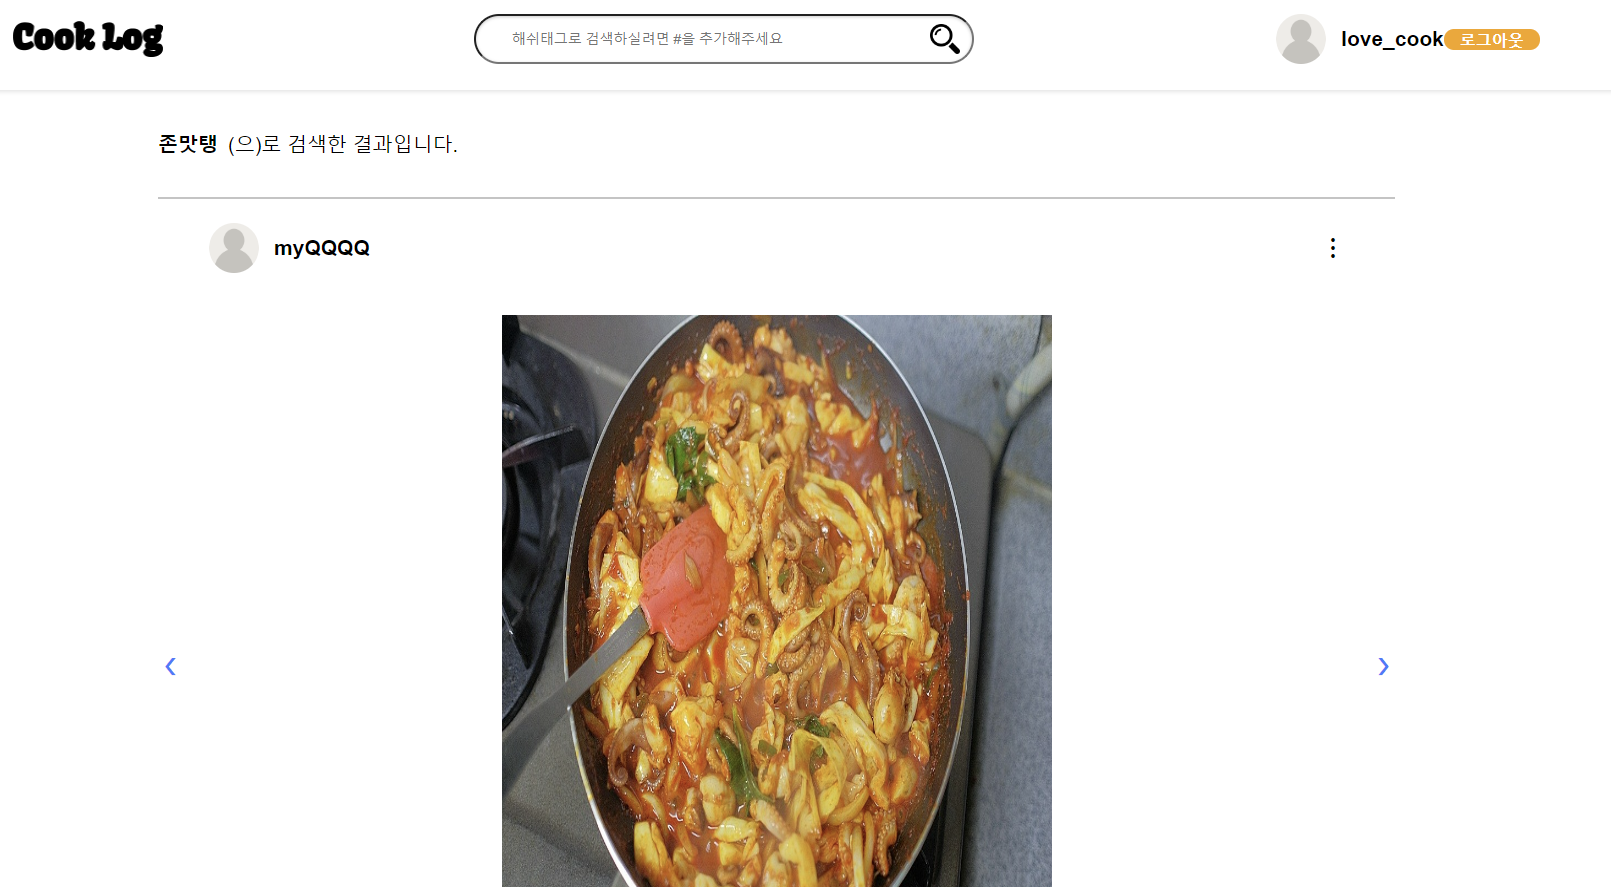 Cook Log
해쉬태그로 검색하실려면 #을 추가해주세요
love_cook 로그아웃
존맛탱 (으)로 검색한 결과입니다.
myQQQQ